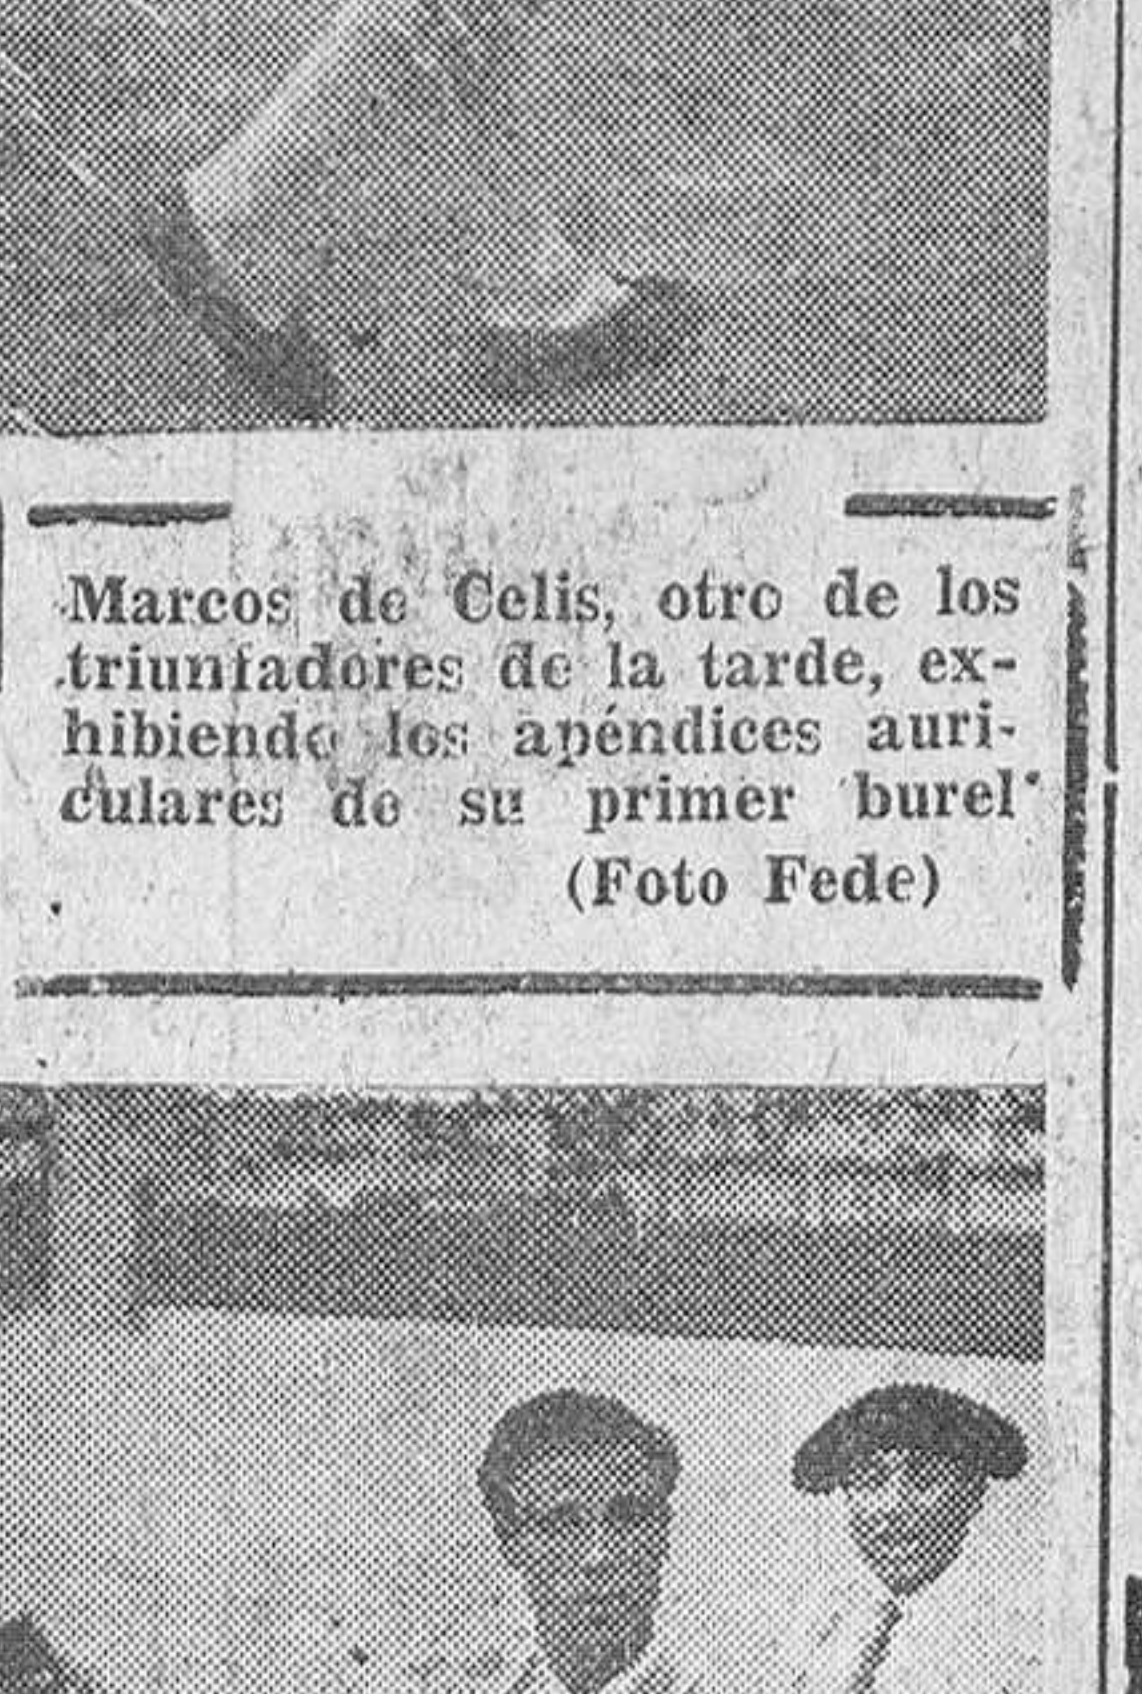 Marcos de Celis, otro de los
triunfadores de la tarde, ex-
hibiendo los apéndices auri-
culares de su primer burel
(Foto Fede)